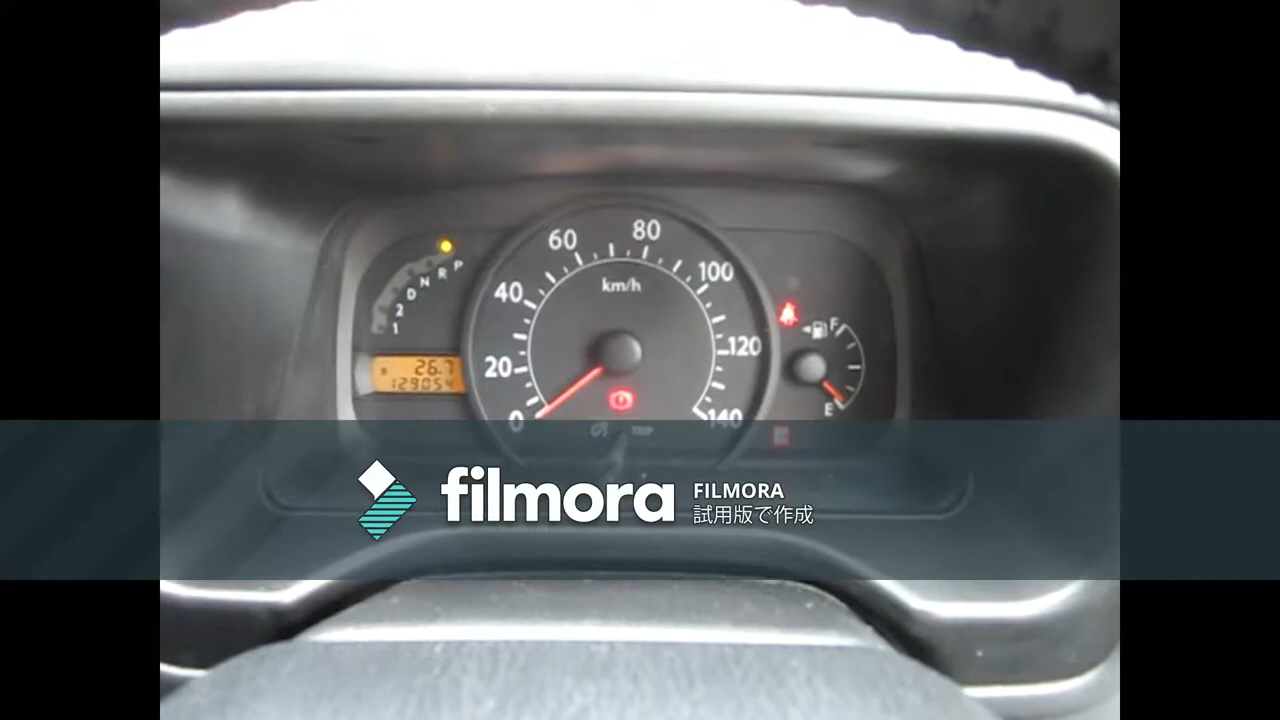 80
60
100
km/h
40
P
R
N
D
2
1
F
120
20
26.7
129054
E
0
140
TRIP
filmora
FILMORA
試用版で作成